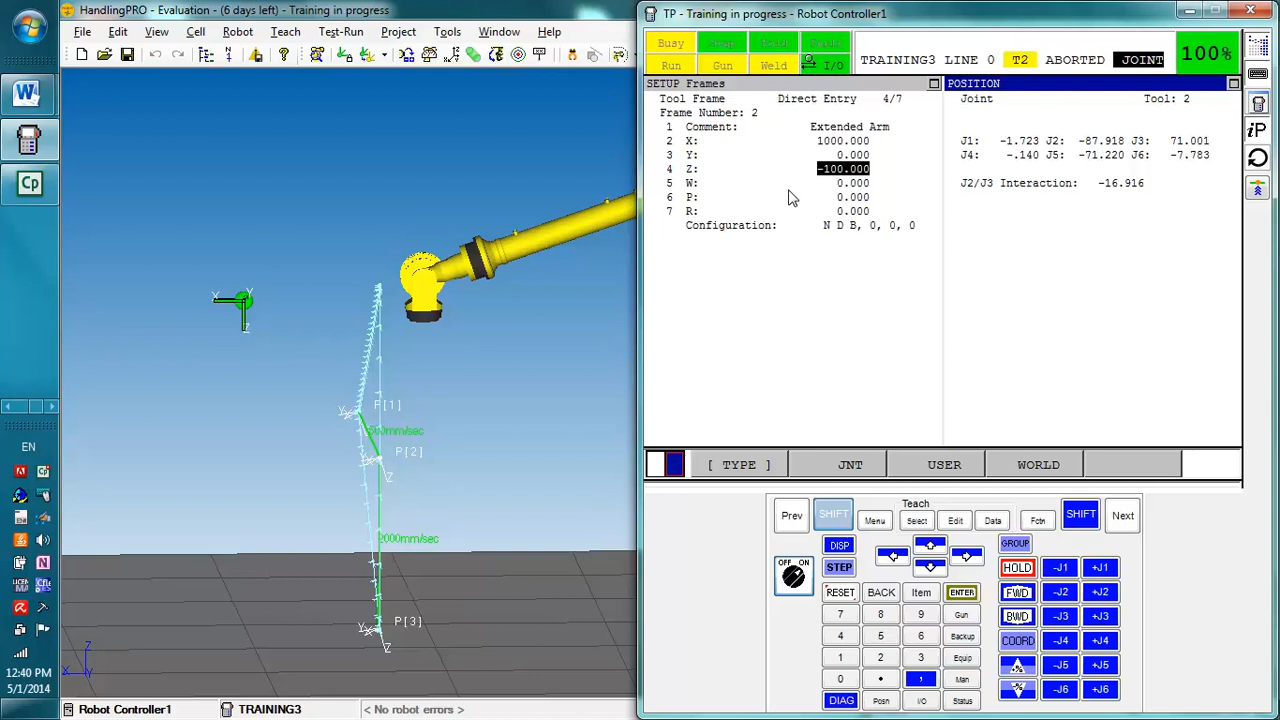 HandlingPRO - Evaluation - (6 days left) - Training in progress
File Edit View Cell Robot Teach Test-Run Project Tools Window Help
X Y
Z
P[1]
Y
P[2]
Z
2000mm/sec
P[3]
Y
Z
Z
X Y
EN
12:40 PM
5/1/2014
Robot Controller1 TRAINING3 < No robot errors >
TP - Training in progress - Robot Controller1
Busy
Run Gun Weld I/O
TRAINING3 LINE 0 T2 ABORTED JOINT 100%
SETUP Frames
Tool Frame Direct Entry 4/7
Frame Number: 2
1 Comment: Extended Arm
2 X: 1000.000
3 Y: 0.000
4 Z: -100.000
5 W: 0.000
6 P: 0.000
7 R: 0.000
Configuration: N D B, 0, 0, 0
POSITION
Joint Tool: 2
J1: -1.723 J2: -87.918 J3: 71.001
J4: -.140 J5: -71.220 J6: -7.783
J2/J3 Interaction: -16.916
iP
[ TYPE ] JNT USER WORLD
Teach
Prev SHIFT Menu Select Edit Data Fctn SHIFT Next
DISP GROUP
OFF ON STEP HOLD -J1 +J1
RESET BACK Item ENTER FWD -J2 +J2
7 8 9 Gun BWD -J3 +J3
4 5 6 Backup COORD -J4 +J4
1 2 3 Equip % -J5 +J5
0 . , Man % -J6 +J6
DIAG Posn I/O Status